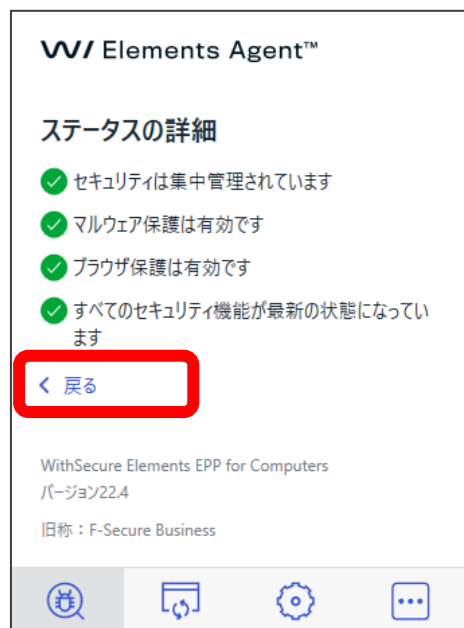 W/ Elements Agent™
ステータスの詳細
セキュリティは集中管理されています
マルウェア保護は有効です
ブラウザ保護は有効です
すべてのセキュリティ機能が最新の状態になってい
ます
戻る
WithSecure Elements EPP for Computers
バージョン22.4
旧称：F-Secure Business